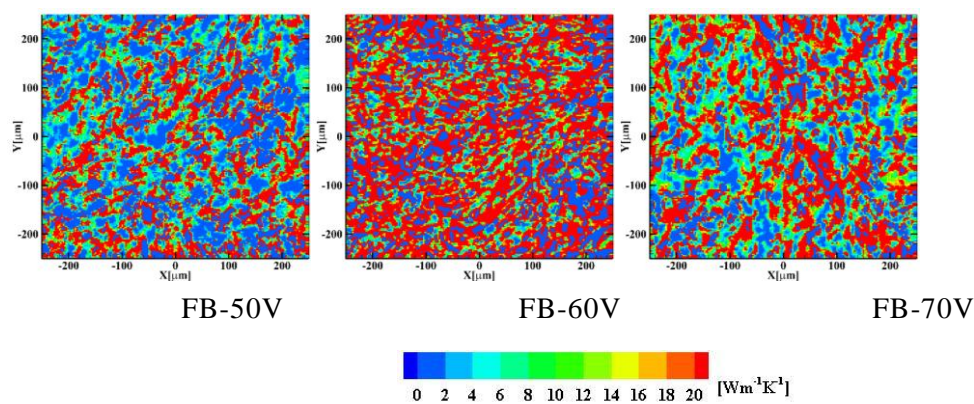 200 200 200
100 100 100
Y[μm] 0 Y[μm] 0 Y[μm] 0
-100 -100 -100
-200 -200 -200
-200 -100 0 100 200 -200 -100 0 100 200 -200 -100 0 100 200
X[μm] X[μm] X[μm]
FB-50V FB-60V FB-70V
0 2 4 6 8 10 12 14 16 18 20 [Wm⁻¹K⁻¹]